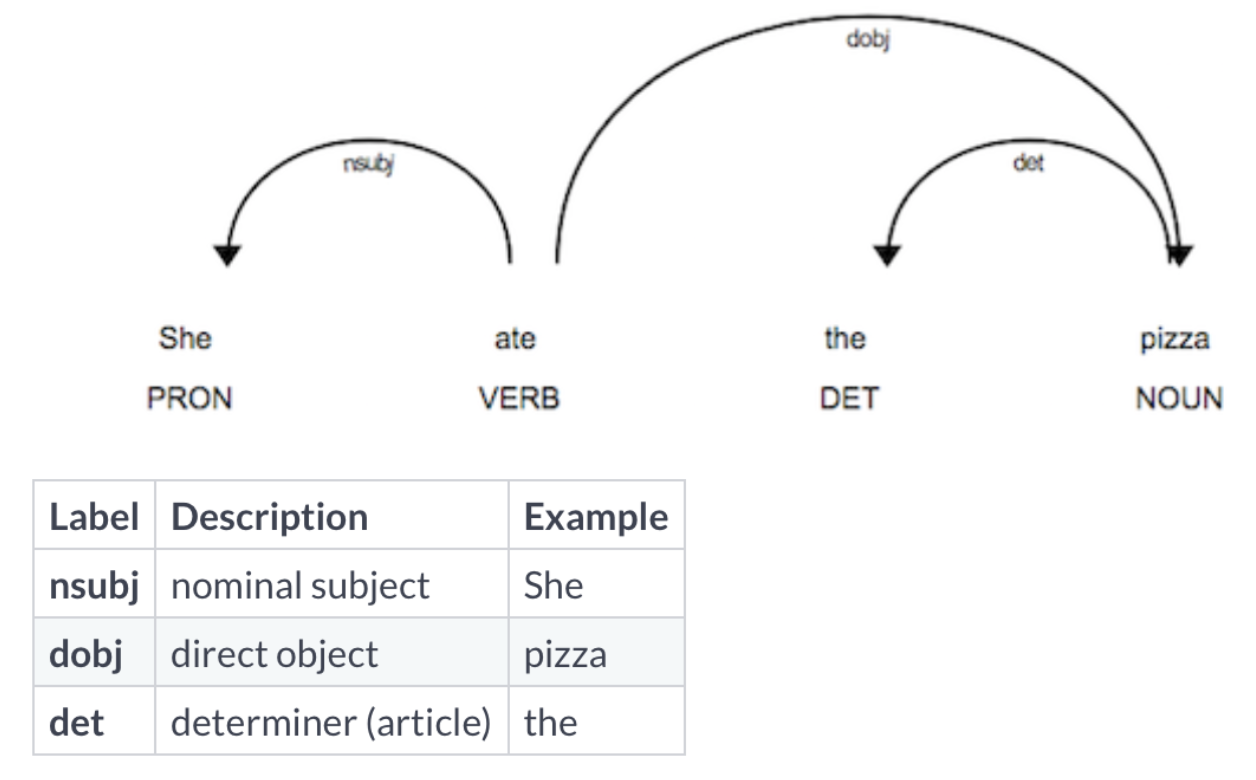 dobj
nsubj det
She ate the pizza
PRON VERB DET NOUN
Label Description Example
nsubj nominal subject She
dobj direct object pizza
det determiner (article) the